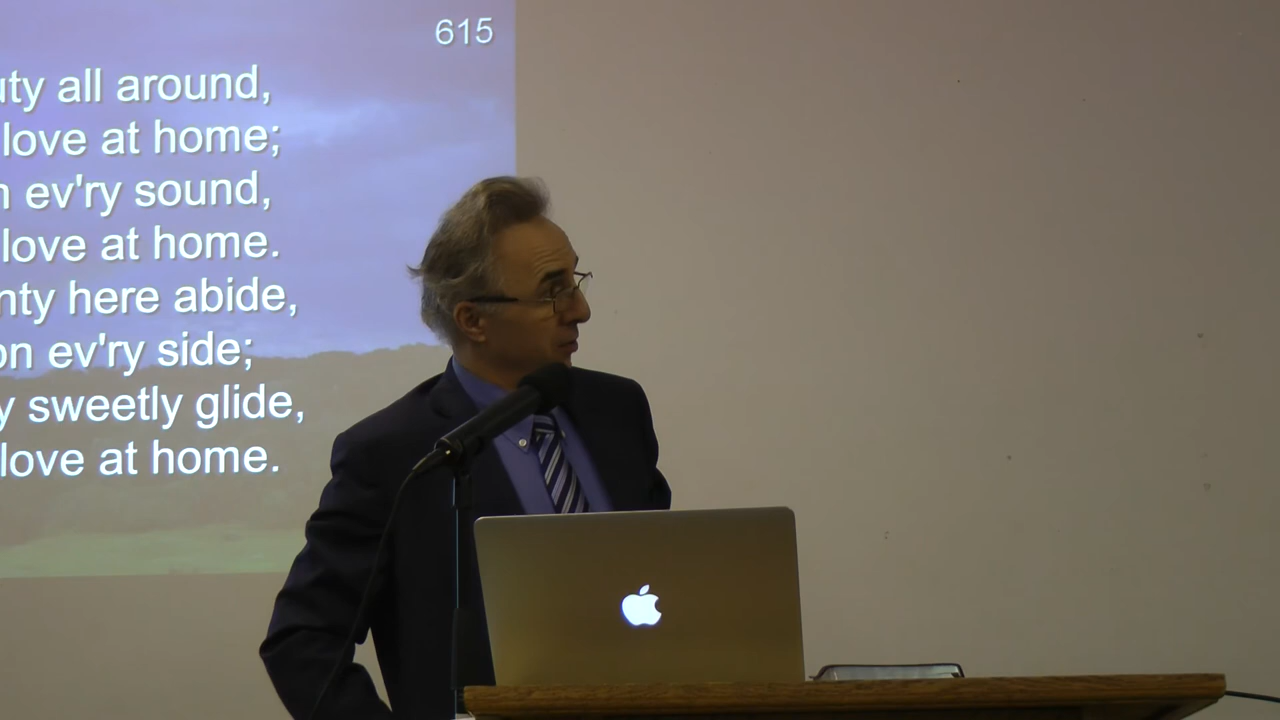 615
uty all around,
love at home;
n ev'ry sound,
love at home.
nty here abide,
on ev'ry side;
y sweetly glide,
love at home.